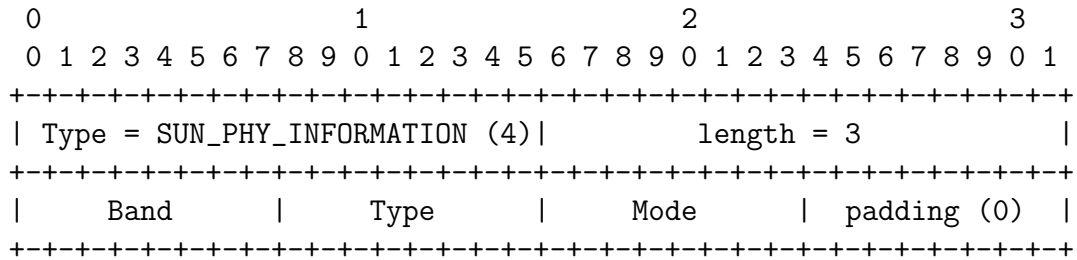 0                   1                   2                   3
 0 1 2 3 4 5 6 7 8 9 0 1 2 3 4 5 6 7 8 9 0 1 2 3 4 5 6 7 8 9 0 1
+-+-+-+-+-+-+-+-+-+-+-+-+-+-+-+-+-+-+-+-+-+-+-+-+-+-+-+-+-+-+-+-+
| Type = SUN_PHY_INFORMATION (4)|         length = 3            |
+-+-+-+-+-+-+-+-+-+-+-+-+-+-+-+-+-+-+-+-+-+-+-+-+-+-+-+-+-+-+-+-+
|     Band      |     Type      |     Mode      |  padding (0)  |
+-+-+-+-+-+-+-+-+-+-+-+-+-+-+-+-+-+-+-+-+-+-+-+-+-+-+-+-+-+-+-+-+